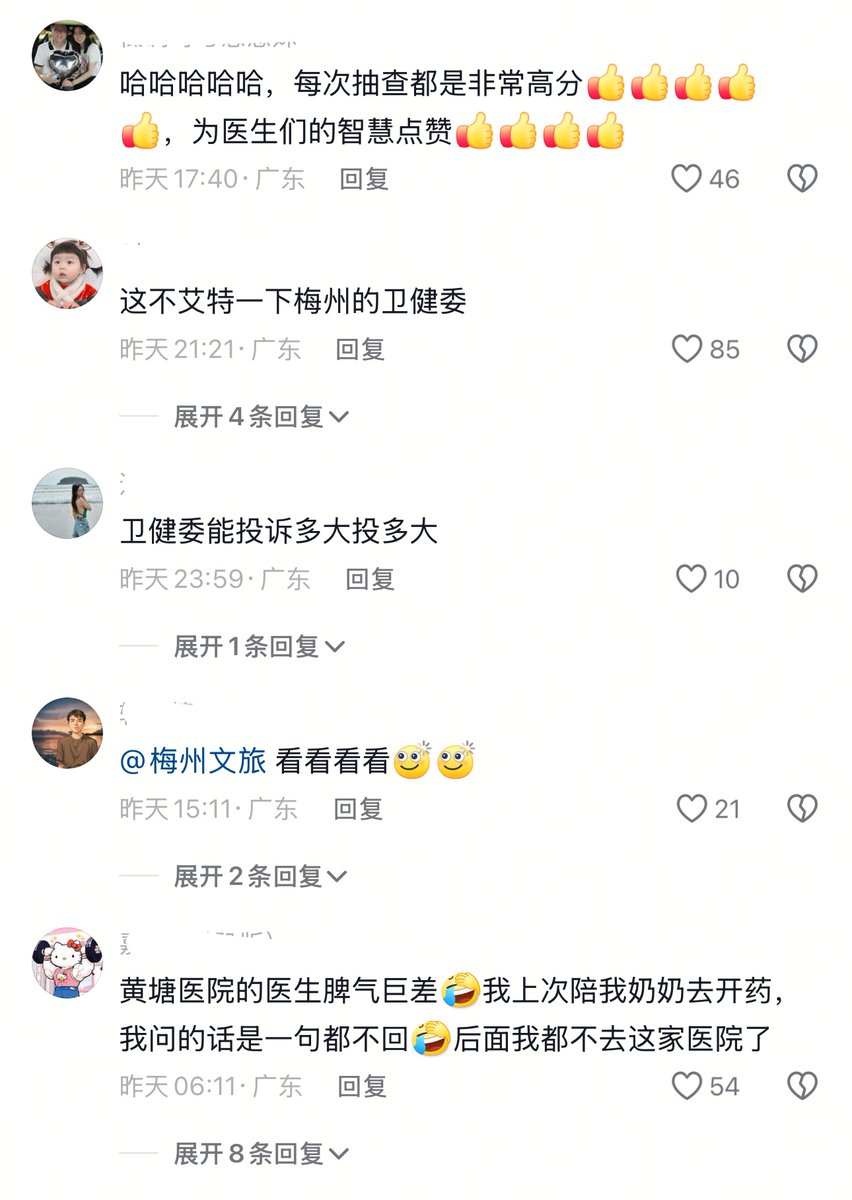 哈哈哈哈哈，每次抽查都是非常高分👍👍👍👍
👍，为医生们的智慧点赞👍👍👍👍
昨天 17:40·广东 回复 46
这不艾特一下梅州的卫健委
昨天 21:21·广东 回复 85
展开 4 条回复
卫健委能投诉多大投多大
昨天 23:59·广东 回复 10
展开 1 条回复
@梅州文旅 看看看看
昨天 15:11·广东 回复 21
展开 2 条回复
黄塘医院的医生脾气巨差🤣我上次陪我奶奶去开药，
我问的话是一句都不回🤣后面我都不去这家医院了
昨天 06:11·广东 回复 54
展开 8 条回复